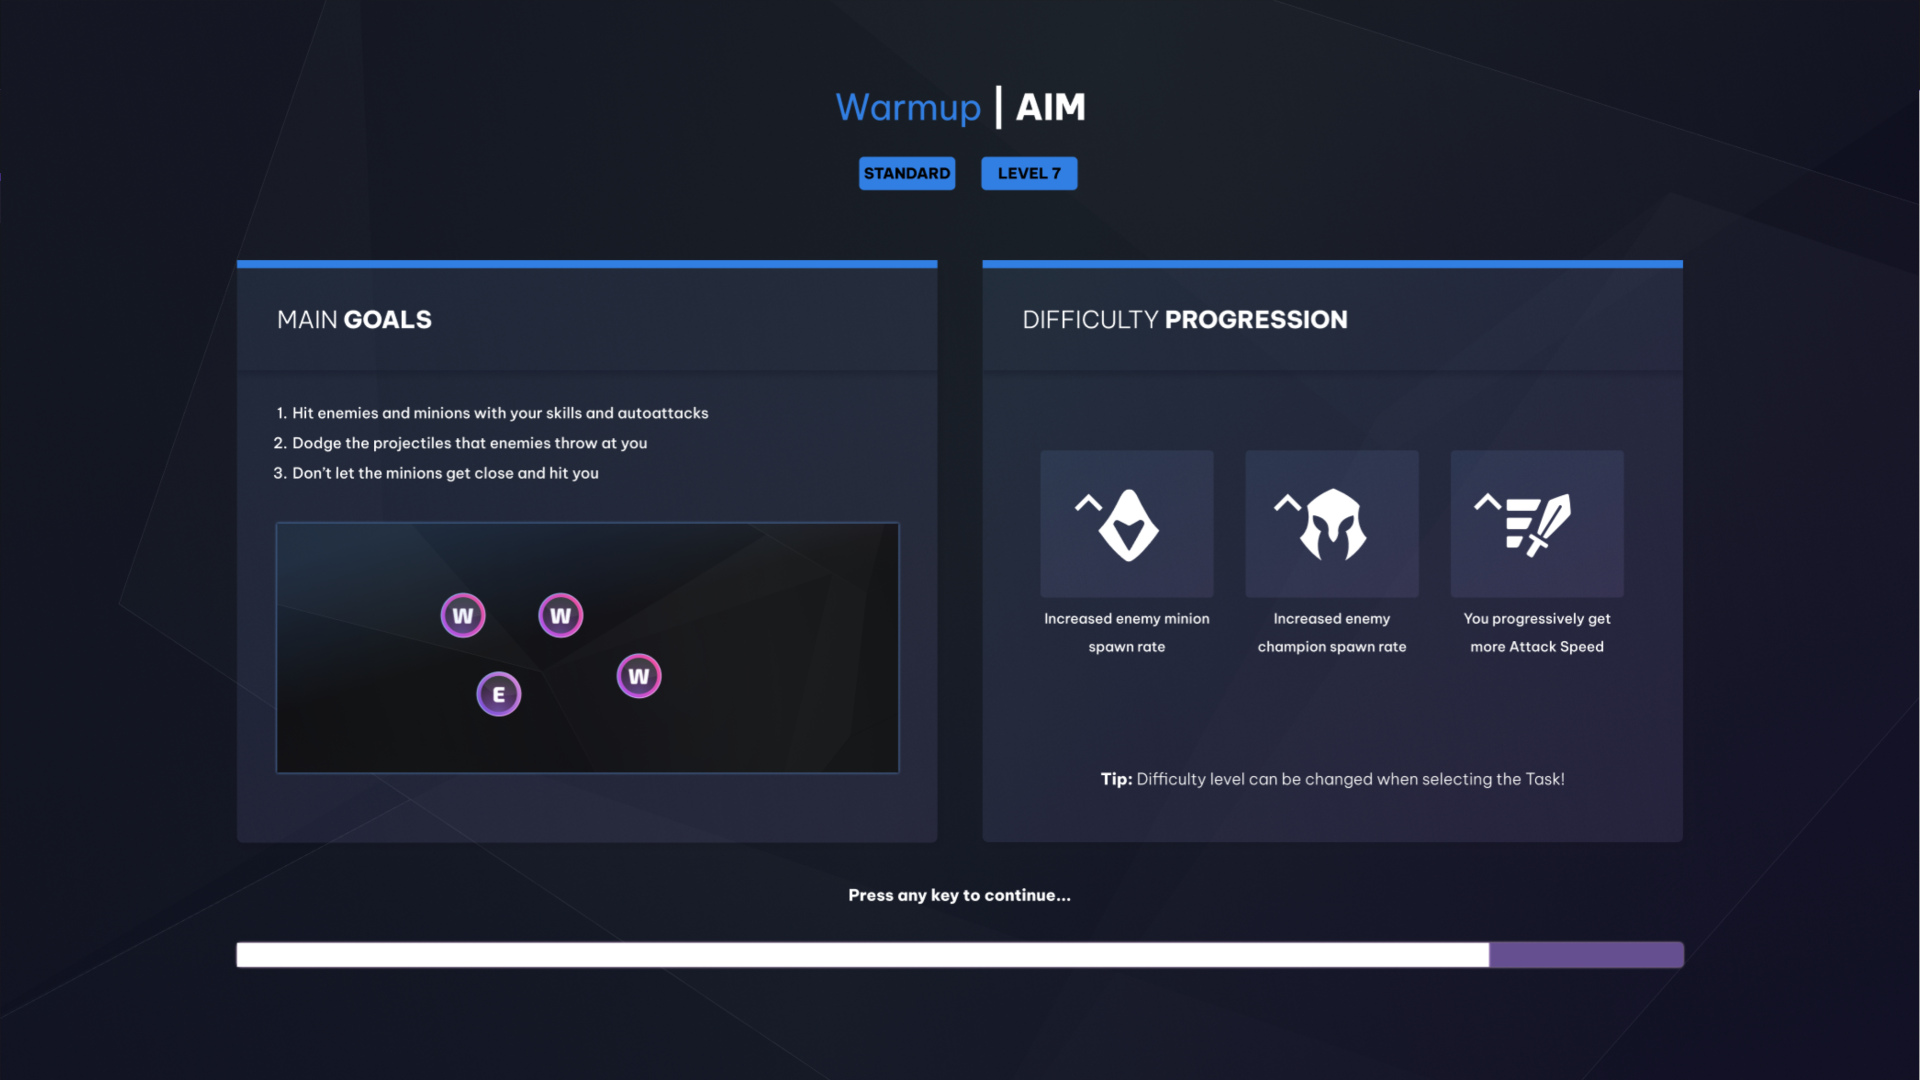 Warmup | AIM
STANDARD
LEVEL 7
MAIN GOALS
1. Hit enemies and minions with your skills and autoattacks
2. Dodge the projectiles that enemies throw at you
3. Don't let the minions get close and hit you
W
W
W
E
DIFFICULTY PROGRESSION
Increased enemy minion
spawn rate
Increased enemy
champion spawn rate
You progressively get
more Attack Speed
Tip: Difficulty level can be changed when selecting the Task!
Press any key to continue...